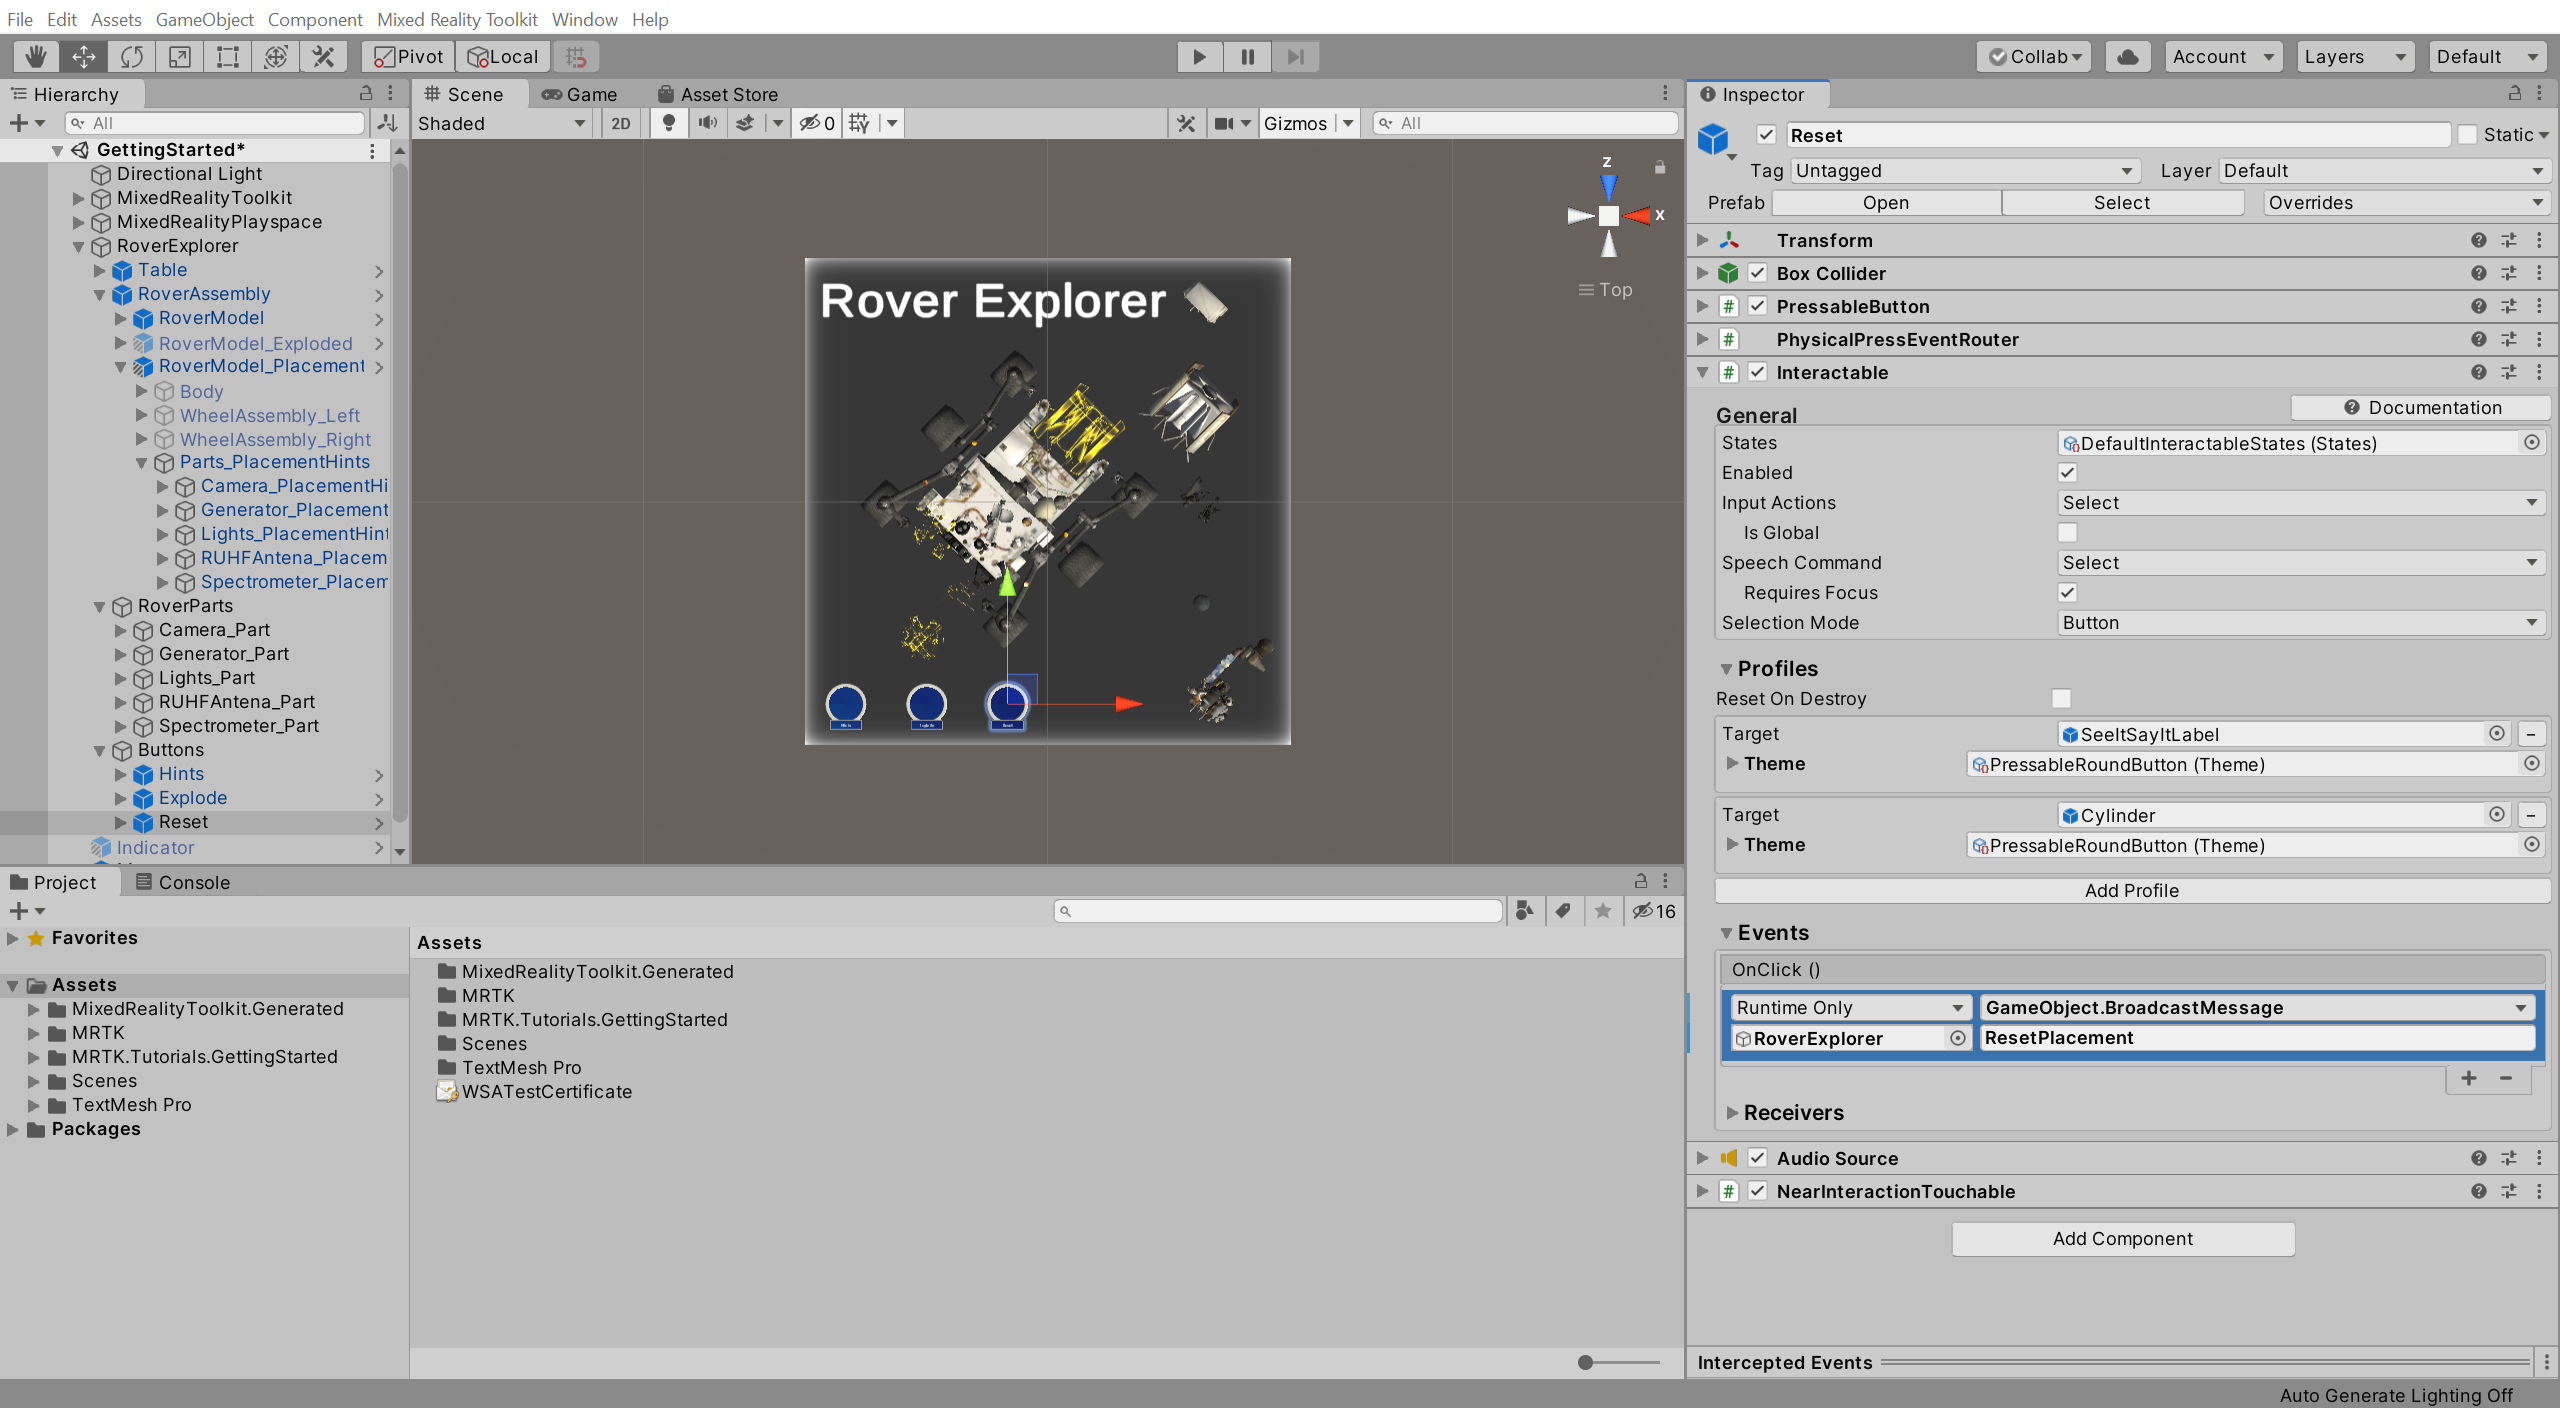 File Edit Assets GameObject Component Mixed Reality Toolkit Window Help
Pivot Local Collab Account Layers Default
Hierarchy
All
GettingStarted*
Directional Light
MixedRealityToolkit
MixedRealityPlayspace
RoverExplorer
Table
RoverAssembly
RoverModel
RoverModel_Exploded
RoverModel_Placement
Body
WheelAssembly_Left
WheelAssembly_Right
Parts_PlacementHints
Camera_PlacementHi
Generator_Placement
Lights_PlacementHint
RUHFAntena_Placem
Spectrometer_Placem
RoverParts
Camera_Part
Generator_Part
Lights_Part
RUHFAntena_Part
Spectrometer_Part
Buttons
Hints
Explode
Reset
Indicator
Scene Game Asset Store
Shaded 2D 0 Gizmos All
z
x
Top
Rover Explorer
Project Console
16
Favorites
Assets
MixedRealityToolkit.Generated
MRTK
MRTK.Tutorials.GettingStarted
Scenes
TextMesh Pro
Packages
Assets
MixedRealityToolkit.Generated
MRTK
MRTK.Tutorials.GettingStarted
Scenes
TextMesh Pro
WSATestCertificate
Inspector
Reset Static
Tag Untagged Layer Default
Prefab Open Select Overrides
Transform
Box Collider
PressableButton
PhysicalPressEventRouter
Interactable
Documentation
General
States DefaultInteractableStates (States)
Enabled
Input Actions Select
Is Global
Speech Command Select
Requires Focus
Selection Mode Button
Profiles
Reset On Destroy
Target SeeItSayItLabel
Theme PressableRoundButton (Theme)
Target Cylinder
Theme PressableRoundButton (Theme)
Add Profile
Events
OnClick ()
Runtime Only GameObject.BroadcastMessage
RoverExplorer ResetPlacement
Receivers
Audio Source
NearInteractionTouchable
Add Component
Intercepted Events
Auto Generate Lighting Off